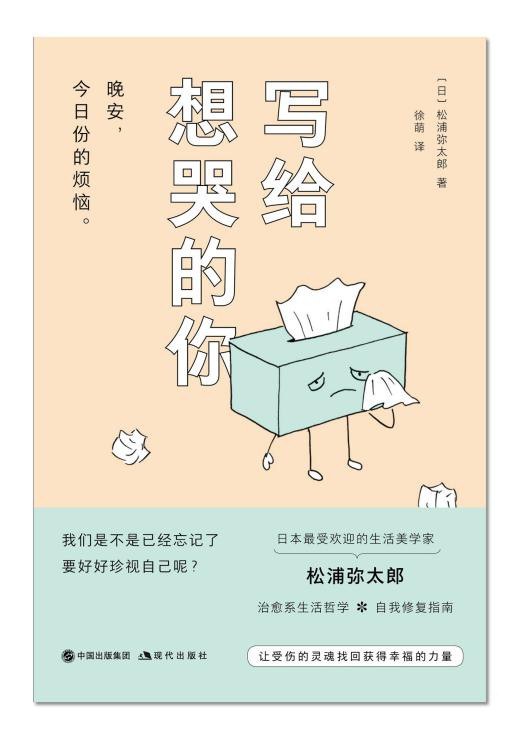 〔日〕松浦弥太郎 著
徐萌 译
写给
想哭的你
晚安，
今日份的烦恼。
我们是不是已经忘记了
要好好珍视自己呢？
日本最受欢迎的生活美学家
松浦弥太郎
治愈系生活哲学 ✻ 自我修复指南
中国出版集团 现代出版社
让受伤的灵魂找回获得幸福的力量